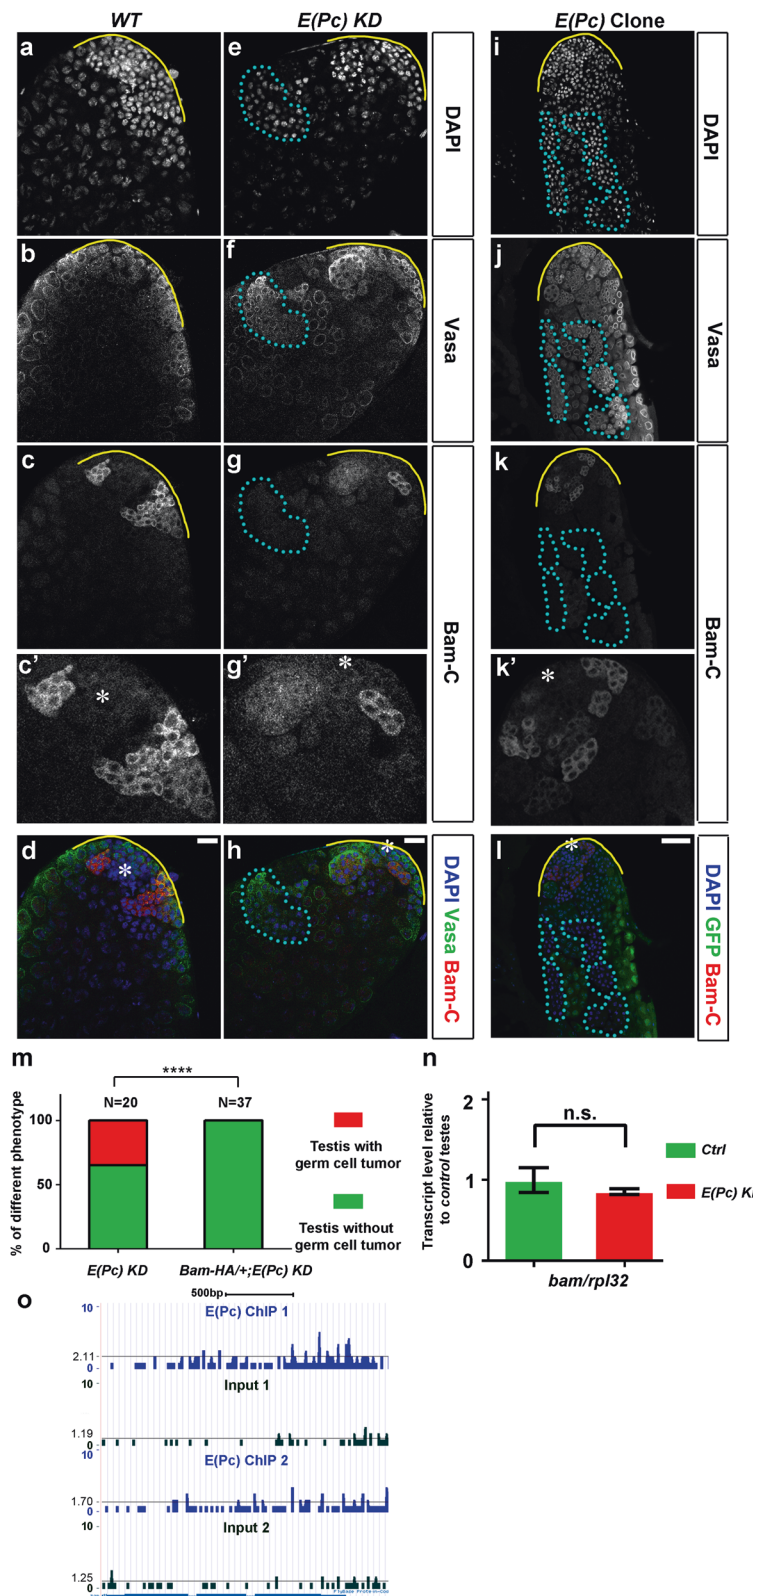 WT
E(Pc) KD
E(Pc) Clone
a
e
DAPI
i
DAPI
b
f
Vasa
j
Vasa
c
g
Bam-C
k
Bam-C
c’
*
g’
*
k’
*
d
*
h
*
DAPI Vasa Bam-C
l
*
DAPI GFP Bam-C
m
% of different phenotype
100
50
0
****
N=20
N=37
E(Pc) KD
Bam-HA/+;E(Pc) KD
Testis with
germ cell tumor
Testis without
germ cell tumor
n
Transcript level relative
to control testes
2
1
0
n.s.
bam/rpl32
Ctrl
E(Pc)
o
500bp
10
E(Pc) ChIP 1
2.11
0
10
Input 1
1.19
0
10
E(Pc) ChIP 2
1.70
0
10
Input 2
1.25
0